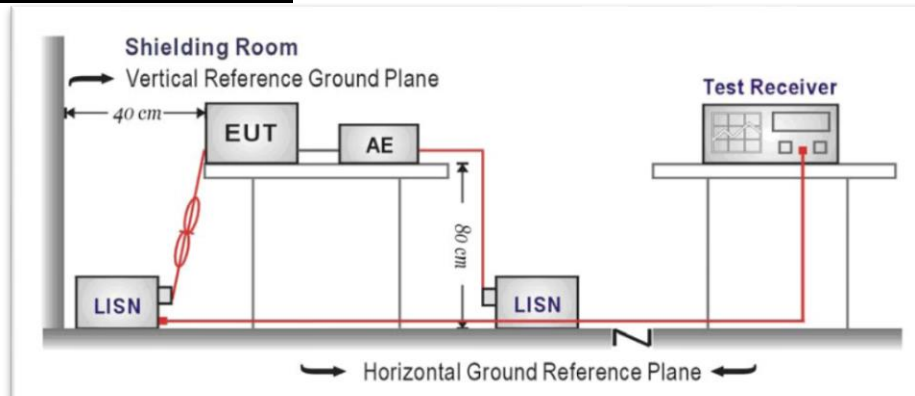 Shielding Room
Vertical Reference Ground Plane
Test Receiver
40 cm
EUT
AE
80 cm
LISN
LISN
Horizontal Ground Reference Plane